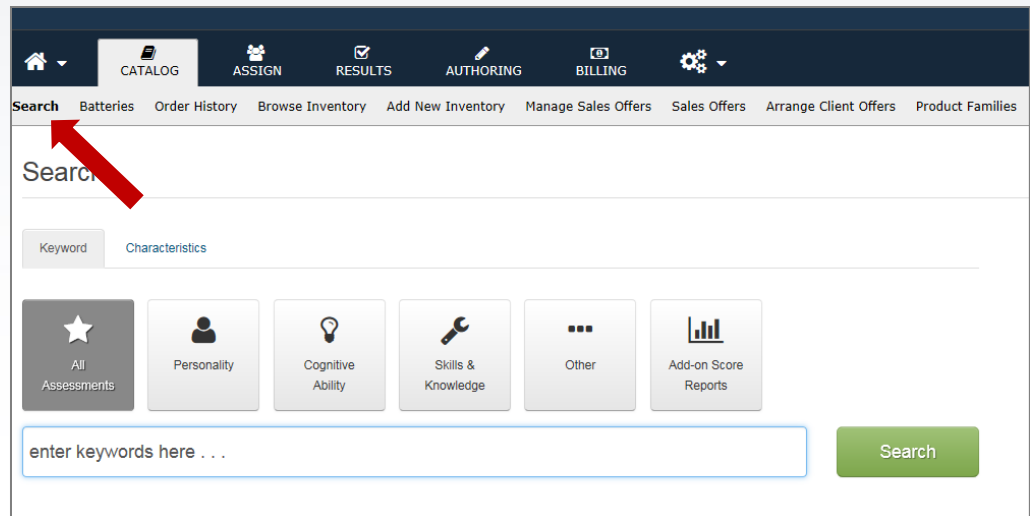 CATALOG ASSIGN RESULTS AUTHORING BILLING
Search Batteries Order History Browse Inventory Add New Inventory Manage Sales Offers Sales Offers Arrange Client Offers Product Families
Search
Keyword Characteristics
All
Assessments
Personality
Cognitive
Ability
Skills &
Knowledge
Other
Add-on Score
Reports
enter keywords here . . .
Search